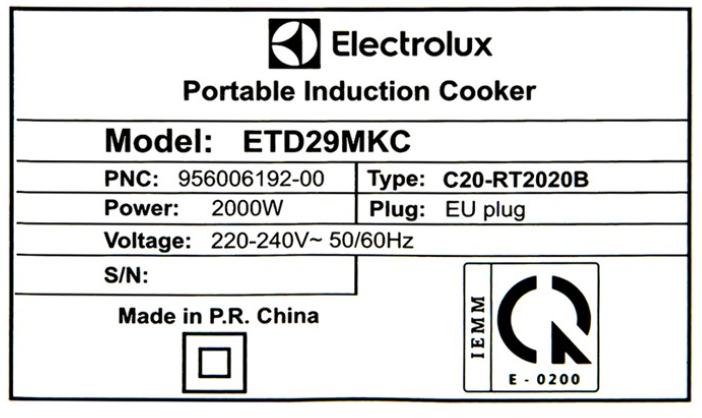 Electrolux
Portable Induction Cooker
Model: ETD29MKC
PNC: 956006192-00 Type: C20-RT2020B
Power: 2000W Plug: EU plug
Voltage: 220-240V~ 50/60Hz
S/N:
Made in P.R. China
IEMM
CR
E - 0200